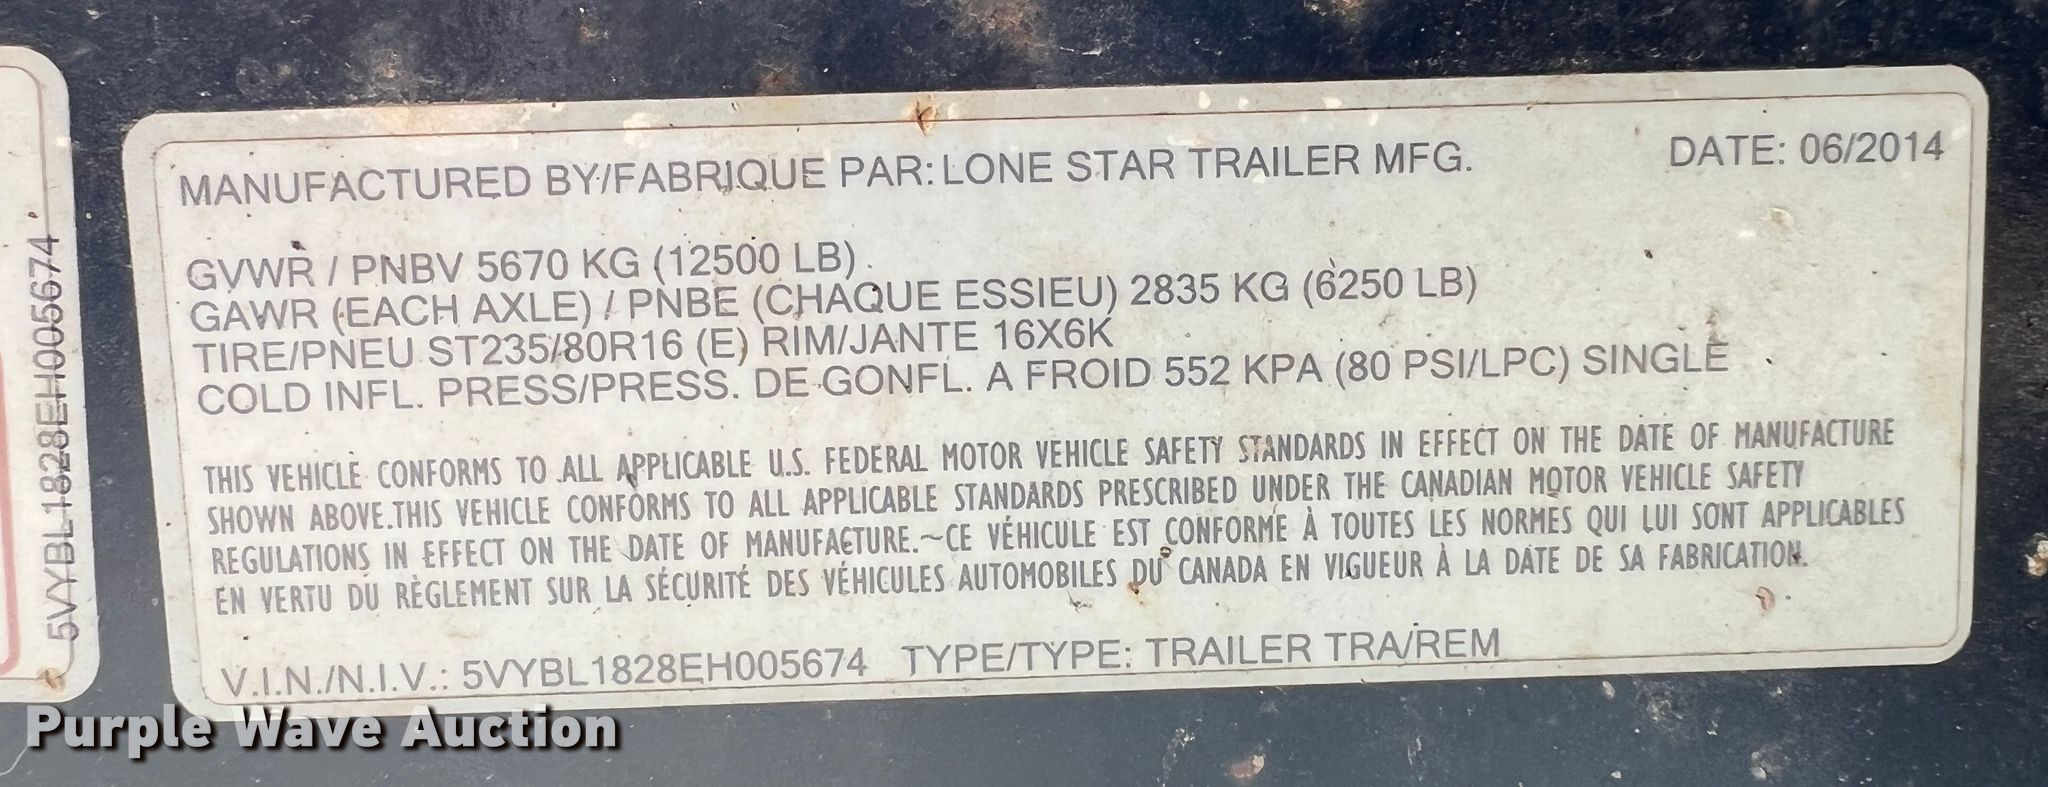 MANUFACTURED BY/FABRIQUE PAR: LONE STAR TRAILER MFG. DATE: 06/2014
GVWR / PNBV 5670 KG (12500 LB)
GAWR (EACH AXLE) / PNBE (CHAQUE ESSIEU) 2835 KG (6250 LB)
TIRE/PNEU ST235/80R16 (E) RIM/JANTE 16X6K
COLD INFL. PRESS/PRESS. DE GONFL. A FROID 552 KPA (80 PSI/LPC) SINGLE
THIS VEHICLE CONFORMS TO ALL APPLICABLE U.S. FEDERAL MOTOR VEHICLE SAFETY STANDARDS IN EFFECT ON THE DATE OF MANUFACTURE
SHOWN ABOVE.THIS VEHICLE CONFORMS TO ALL APPLICABLE STANDARDS PRESCRIBED UNDER THE CANADIAN MOTOR VEHICLE SAFETY
REGULATIONS IN EFFECT ON THE DATE OF MANUFACTURE.~CE VÉHICULE EST CONFORME À TOUTES LES NORMES QUI LUI SONT APPLICABLES
EN VERTU DU RÈGLEMENT SUR LA SÉCURITÉ DES VÉHICULES AUTOMOBILES DU CANADA EN VIGUEUR À LA DATE DE SA FABRICATION.
V.I.N./N.I.V.: 5VYBL1828EH005674 TYPE/TYPE: TRAILER TRA/REM
5VYBL1828EH005674
Purple Wave Auction